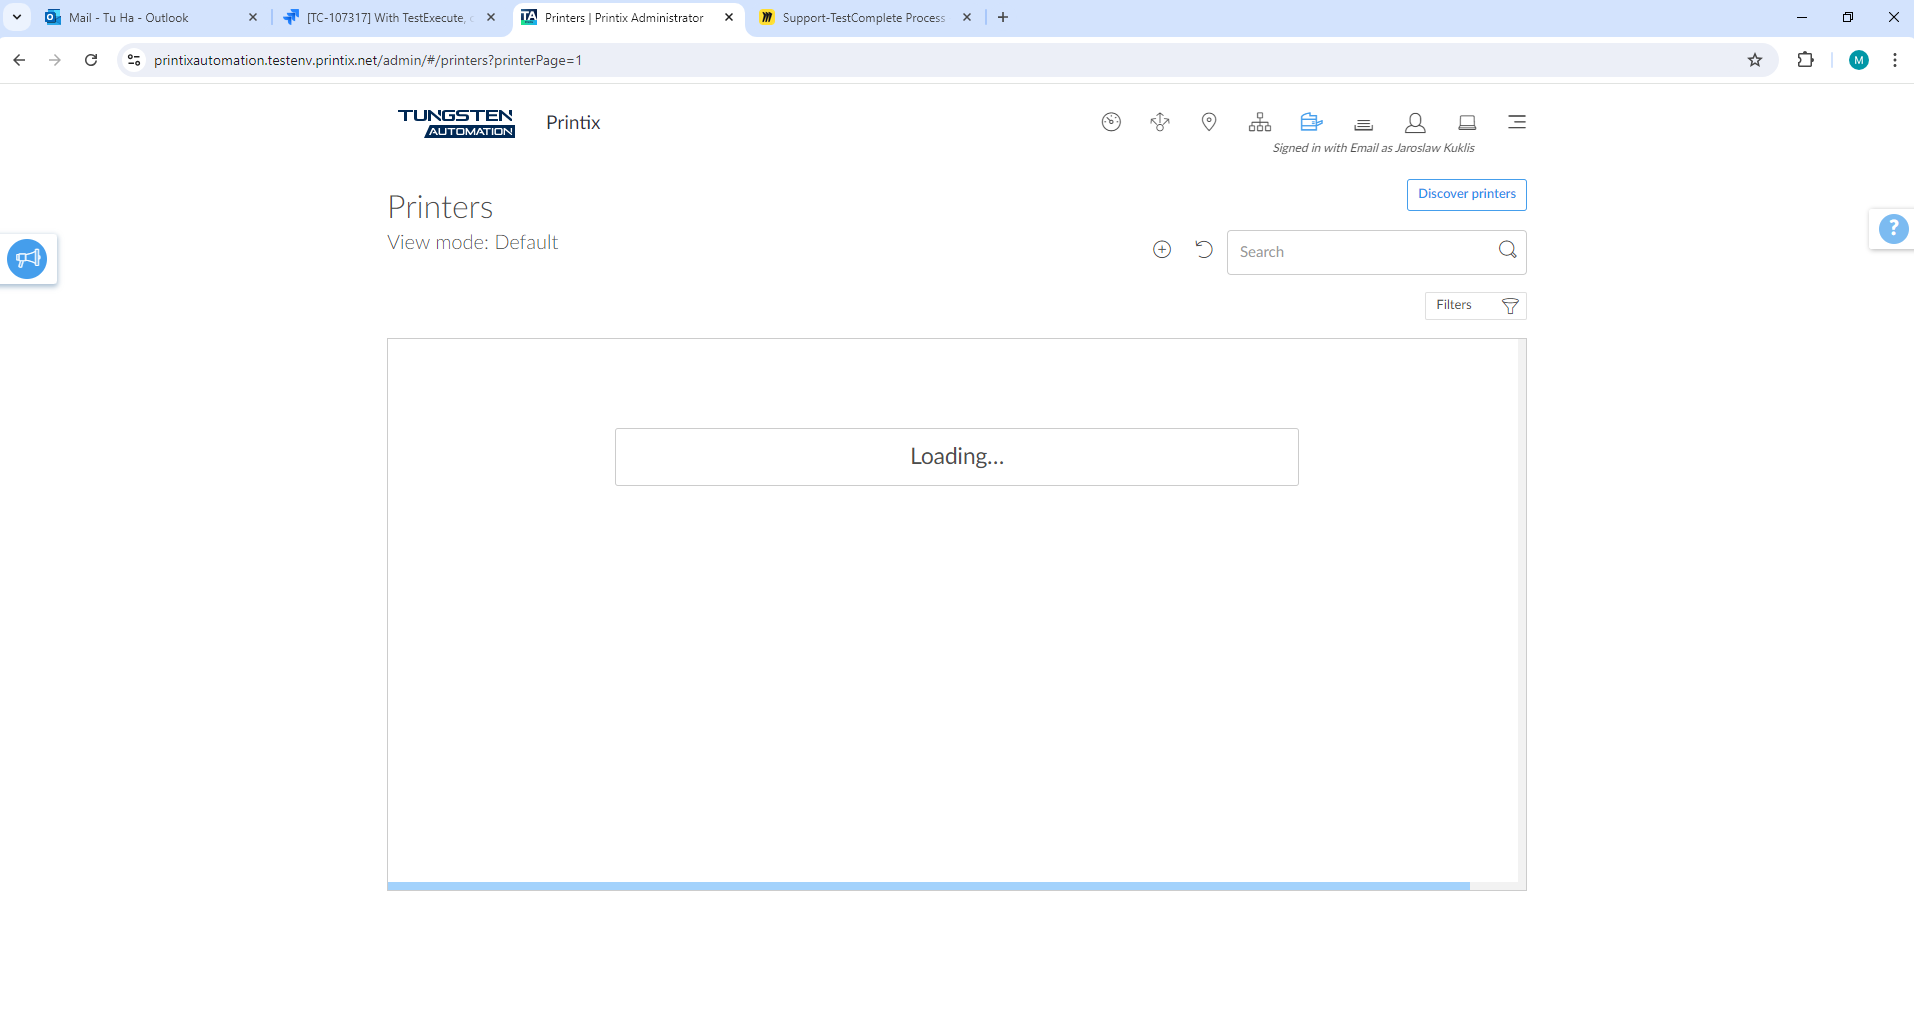 Mail - Tu Ha - Outlook
[TC-107317] With TestExecute,
Printers | Printix Administrator
Support-TestComplete Process
printixautomation.testenv.printix.net/admin/#/printers?printerPage=1
M
TUNGSTEN
AUTOMATION
Printix
Signed in with Email as Jaroslaw Kuklis
Discover printers
Printers
View mode: Default
Search
?
Filters
Loading...